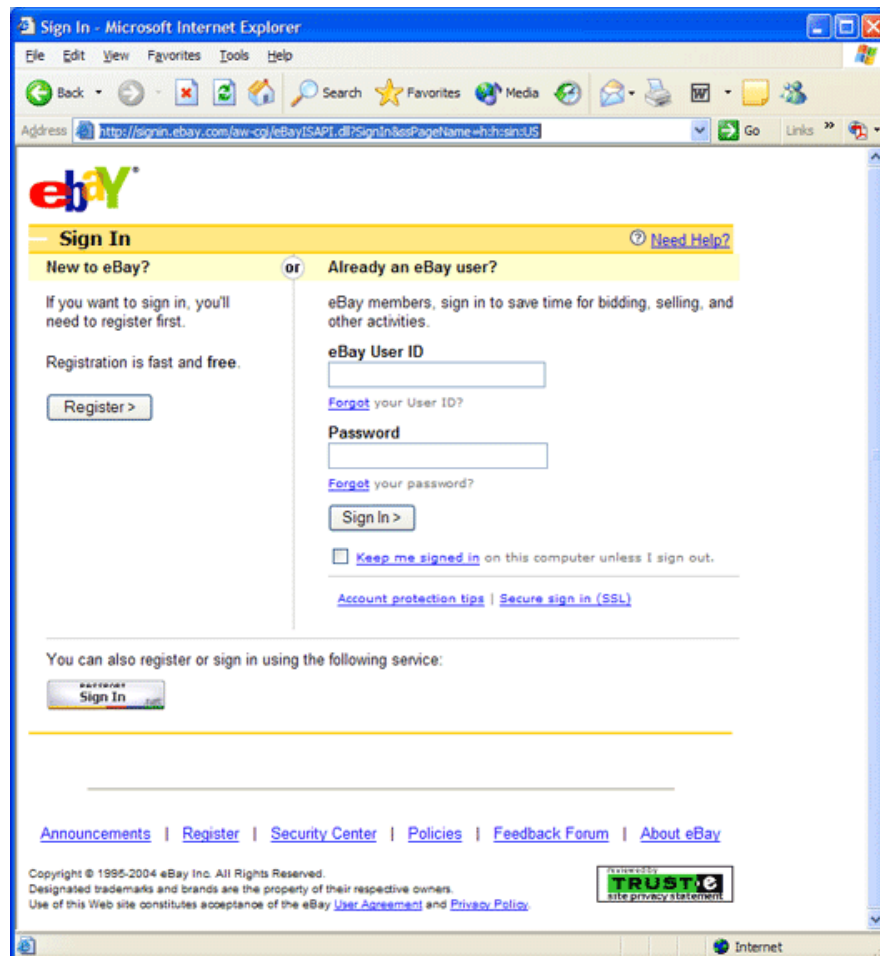 Sign In - Microsoft Internet Explorer
File Edit View Favorites Tools Help
Back Search Favorites Media
Address http://signin.ebay.com/aw-cgi/eBayISAPI.dll?SignIn&ssPageName=h:h:sin:US Go Links »
ebaY
Sign In Need Help?
New to eBay? or Already an eBay user?
If you want to sign in, you'll
need to register first.
Registration is fast and free.
Register >
eBay members, sign in to save time for bidding, selling, and
other activities.
eBay User ID
Forgot your User ID?
Password
Forgot your password?
Sign In >
Keep me signed in on this computer unless I sign out.
Account protection tips | Secure sign in (SSL)
You can also register or sign in using the following service:
Passport
Sign In
.net
Announcements | Register | Security Center | Policies | Feedback Forum | About eBay
Copyright © 1995-2004 eBay Inc. All Rights Reserved.
Designated trademarks and brands are the property of their respective owners.
Use of this Web site constitutes acceptance of the eBay User Agreement and Privacy Policy.
reviewed by
TRUSTe
site privacy statement
Internet